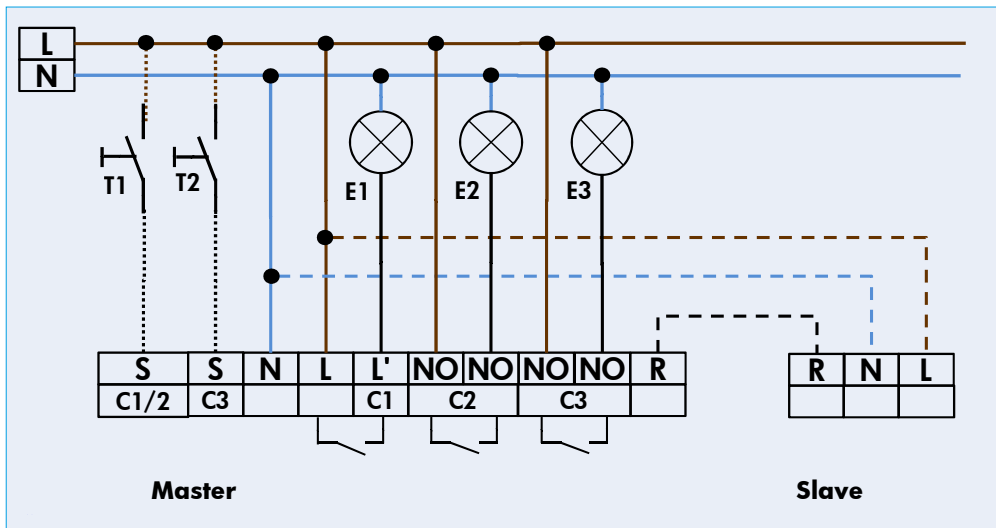 L
N
T1 T2 E1 E2 E3
S S N L L' NO NO NO NO R R N L
C1/2 C3 C1 C2 C3
Master Slave